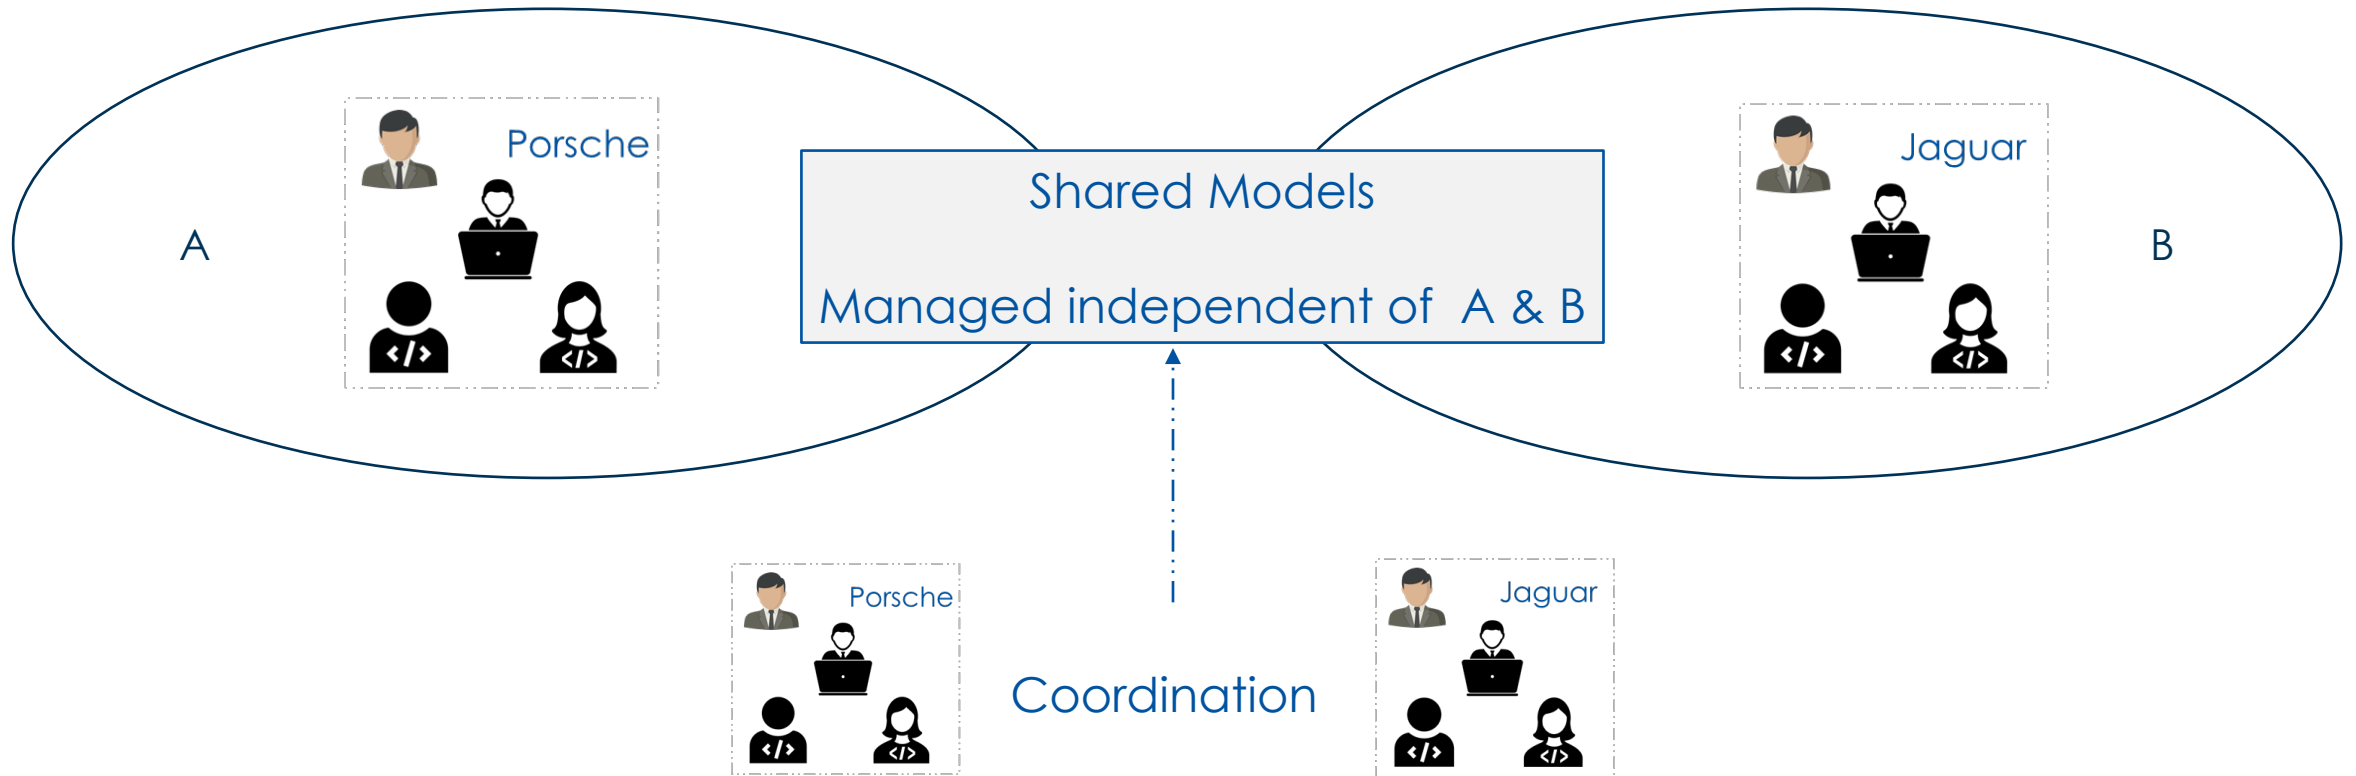 Porsche
Jaguar
Shared Models
A
B
Managed independent of A & B
</>
</>
</>
</>
Porsche
Jaguar
Coordination
</>
</>
</>
</>